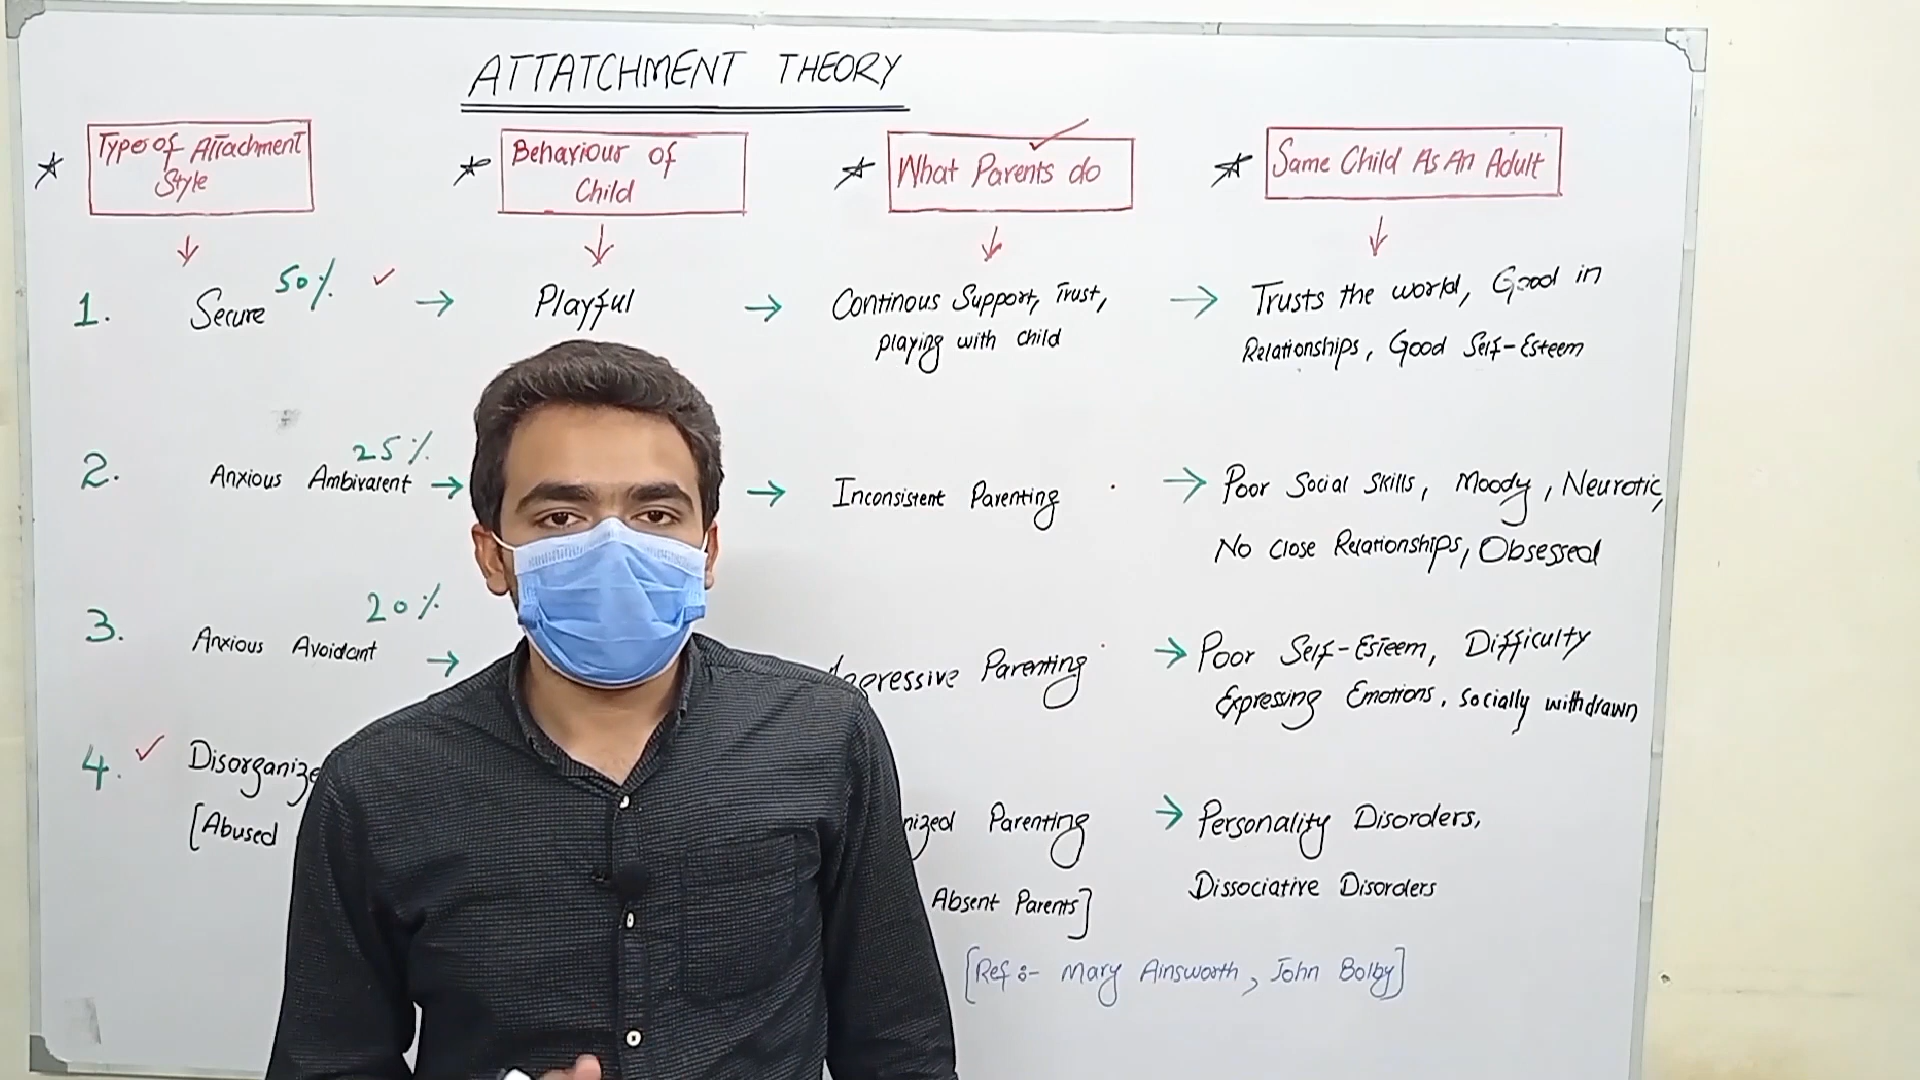 ATTATCHMENT THEORY
Types of Attachment
Style
Behaviour of
Child
What Parents do
Same Child As An Adult
1. Secure 50%
Playful
Continous Support, Trust,
playing with child
Trusts the world, Good in
Relationships, Good Self-Esteem
2. Anxious Ambivalent 25%
Inconsistent Parenting
Poor Social Skills, Moody, Neurotic,
No close Relationships, Obsessed
3. Anxious Avoidant 20%
Parenting
Poor Self-Esteem, Difficulty
Expressing Emotions, socially withdrawn
4. Disorganize
[Abused
nized Parenting
Absent Parents]
Personality Disorders,
Dissociative Disorders
[Ref :- Mary Ainsworth, John Bolby]